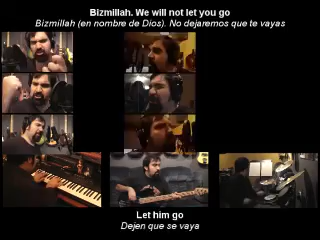 Bizmillah. We will not let you go
Bizmillah (en nombre de Dios). No dejaremos que te vayas
Let him go
Dejen que se vaya